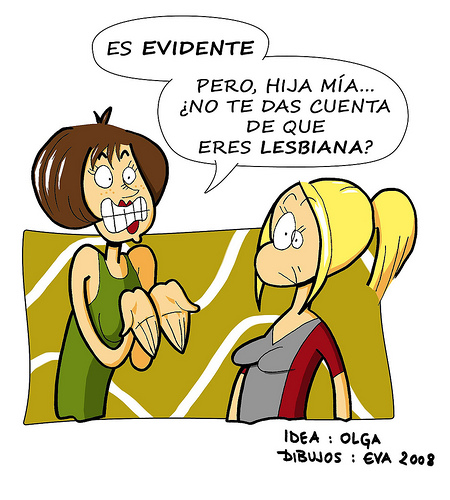 ES EVIDENTE
PERO, HIJA MÍA...
¿NO TE DAS CUENTA
DE QUE
ERES LESBIANA?
IDEA : OLGA
DIBUJOS : EVA 2008